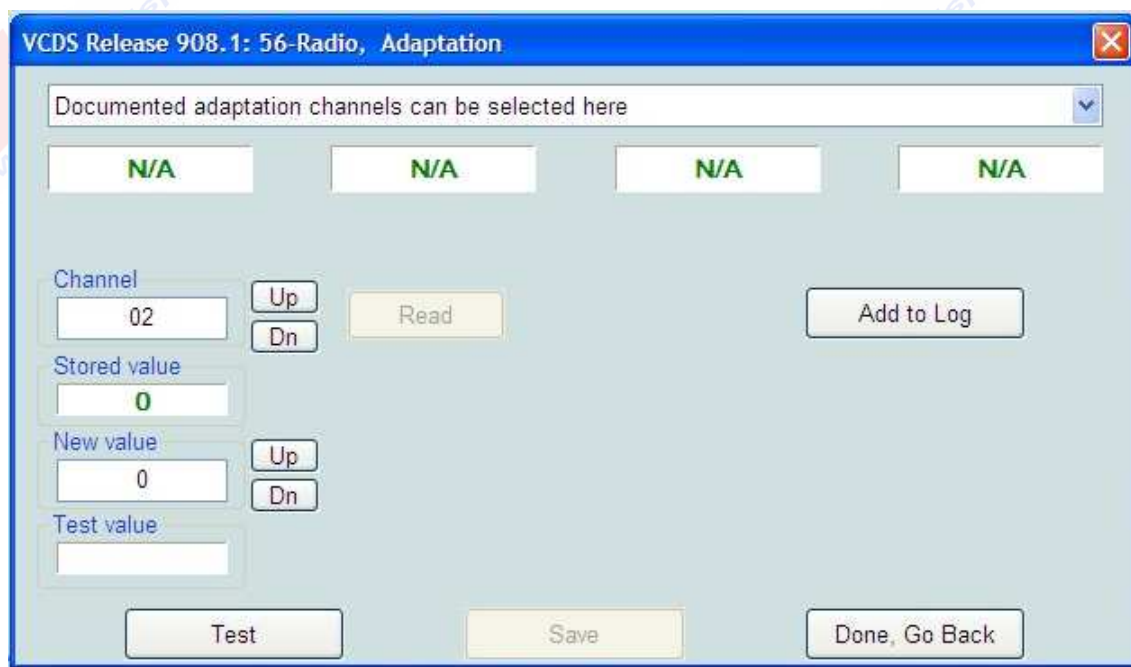 VCDS Release 908.1: 56-Radio, Adaptation
Documented adaptation channels can be selected here
N/A N/A N/A N/A
Channel
02 Up Read Add to Log
Dn
Stored value
0
New value
0 Up
Dn
Test value
Test Save Done, Go Back